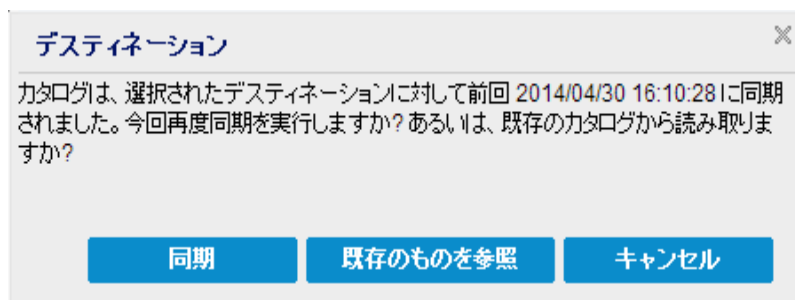 デスティネーション
カタログは、選択されたデスティネーションに対して前回 2014/04/30 16:10:28 に同期
されました。今回再度同期を実行しますか? あるいは、既存のカタログから読み取りま
すか?
同期 既存のものを参照 キャンセル